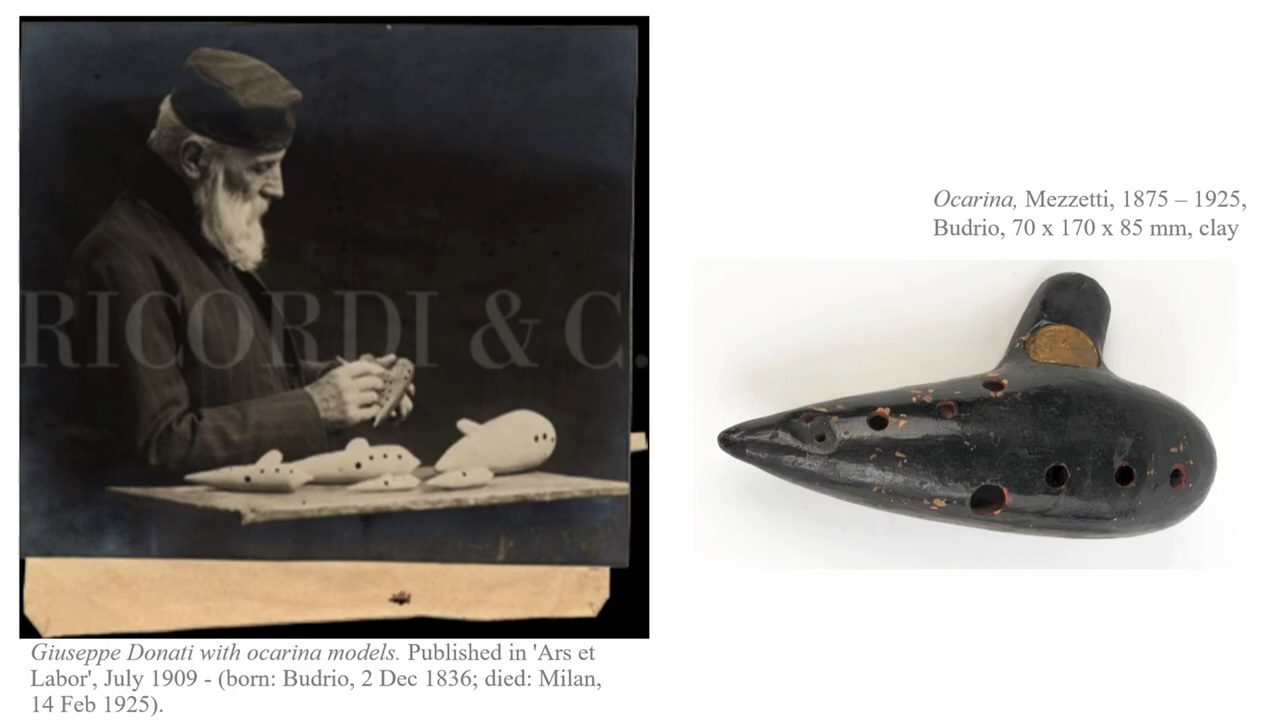 RICORDI & C.
Giuseppe Donati with ocarina models. Published in 'Ars et
Labor', July 1909 - (born: Budrio, 2 Dec 1836; died: Milan,
14 Feb 1925).
Ocarina, Mezzetti, 1875 – 1925,
Budrio, 70 x 170 x 85 mm, clay